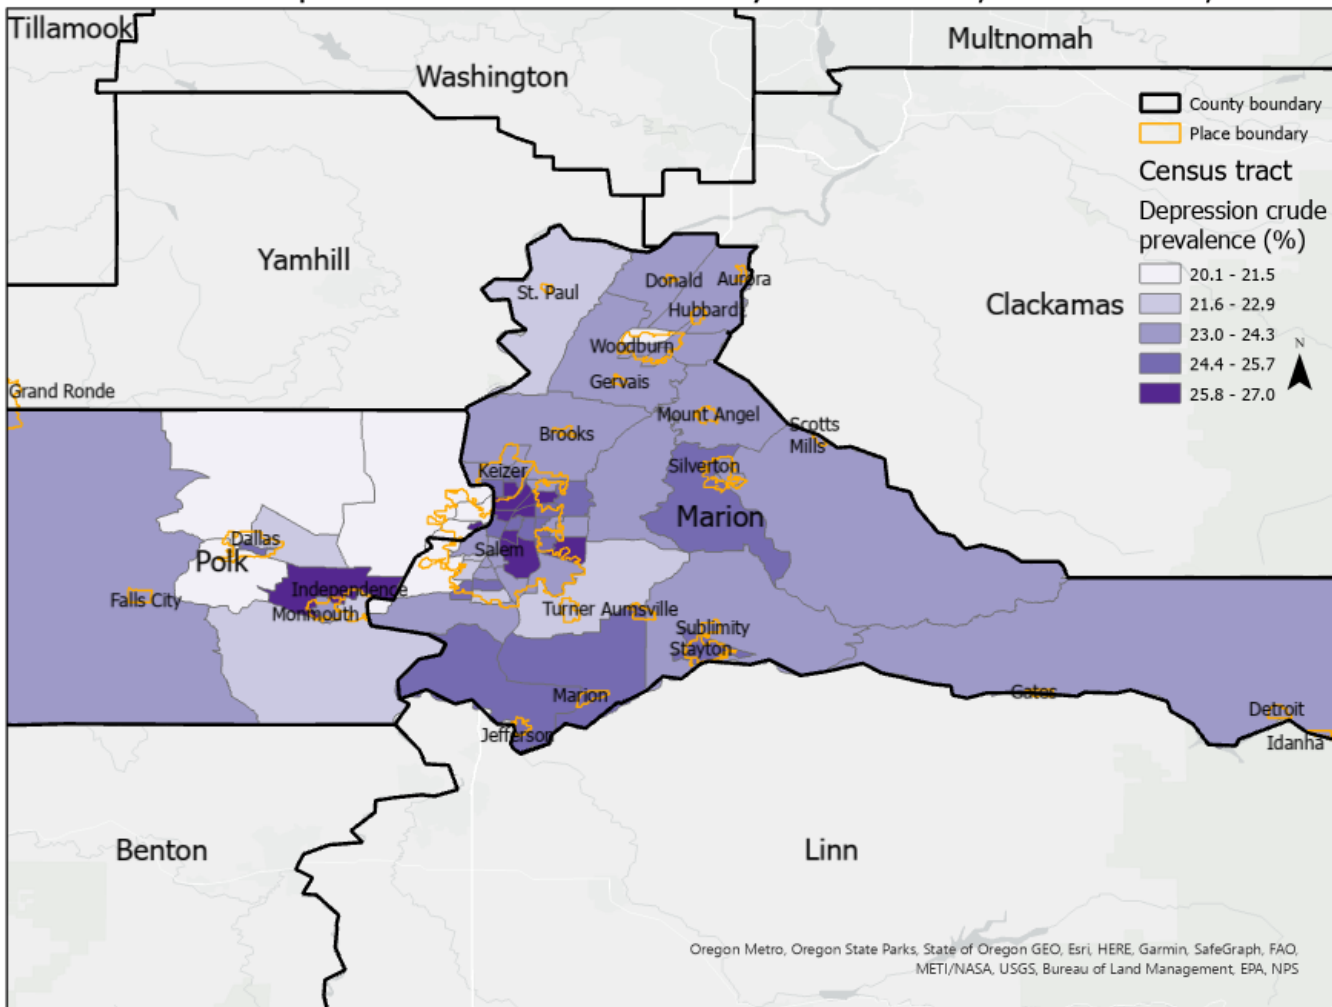 Tillamook
Multnomah
Washington
County boundary
Place boundary
Census tract
Depression crude
prevalence (%)
20.1 - 21.5
21.6 - 22.9
23.0 - 24.3
24.4 - 25.7
25.8 - 27.0
N
Yamhill
Clackamas
St. Paul
Donald
Aurora
Hubbard
Woodburn
Gervais
Grand Ronde
Mount Angel
Scotts
Mills
Brooks
Keizer
Silverton
Marion
Dallas
Polk
Salem
Independence
Falls City
Monmouth
Turner
Aumsville
Sublimity
Stayton
Marion
Jefferson
Gates
Detroit
Idanha
Benton
Linn
Oregon Metro, Oregon State Parks, State of Oregon GEO, Esri, HERE, Garmin, SafeGraph, FAO,
METI/NASA, USGS, Bureau of Land Management, EPA, NPS